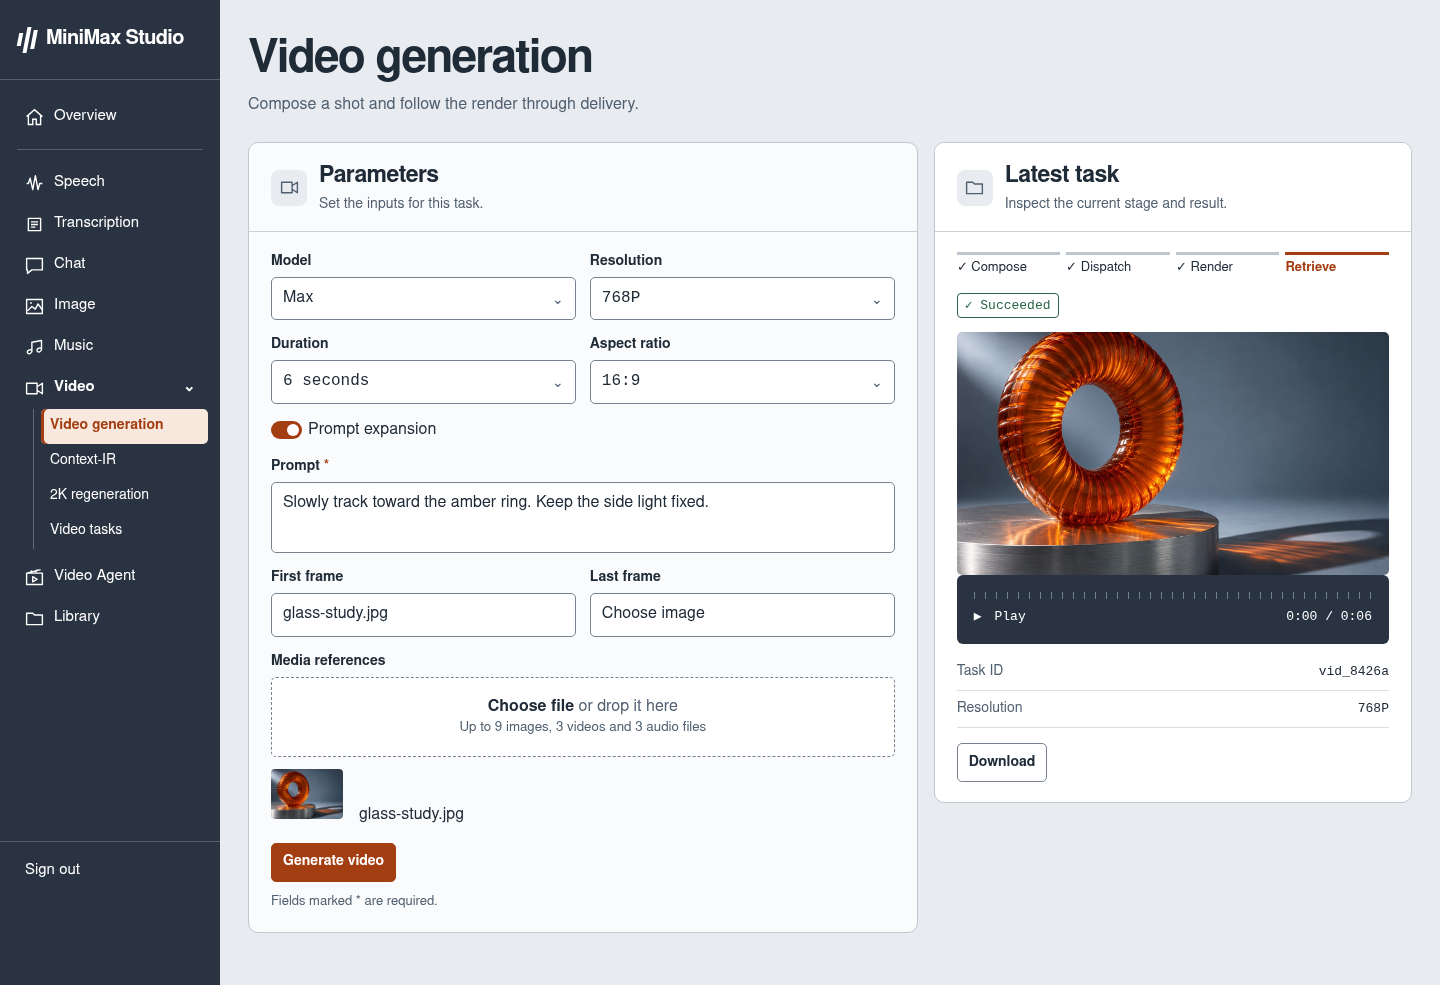 MiniMax Studio
Overview
Speech
Transcription
Chat
Image
Music
Video
Video generation
Context-IR
2K regeneration
Video tasks
Video Agent
Library
Sign out
Video generation
Compose a shot and follow the render through delivery.
Parameters
Set the inputs for this task.
Model
Resolution
Max
768P
Duration
Aspect ratio
6 seconds
16:9
Prompt expansion
Prompt *
Slowly track toward the amber ring. Keep the side light fixed.
First frame
Last frame
glass-study.jpg
Choose image
Media references
Choose file or drop it here
Up to 9 images, 3 videos and 3 audio files
glass-study.jpg
Generate video
Fields marked * are required.
Latest task
Inspect the current stage and result.
✓ Compose
✓ Dispatch
✓ Render
Retrieve
✓ Succeeded
▶ Play
0:00 / 0:06
Task ID
vid_8426a
Resolution
768P
Download